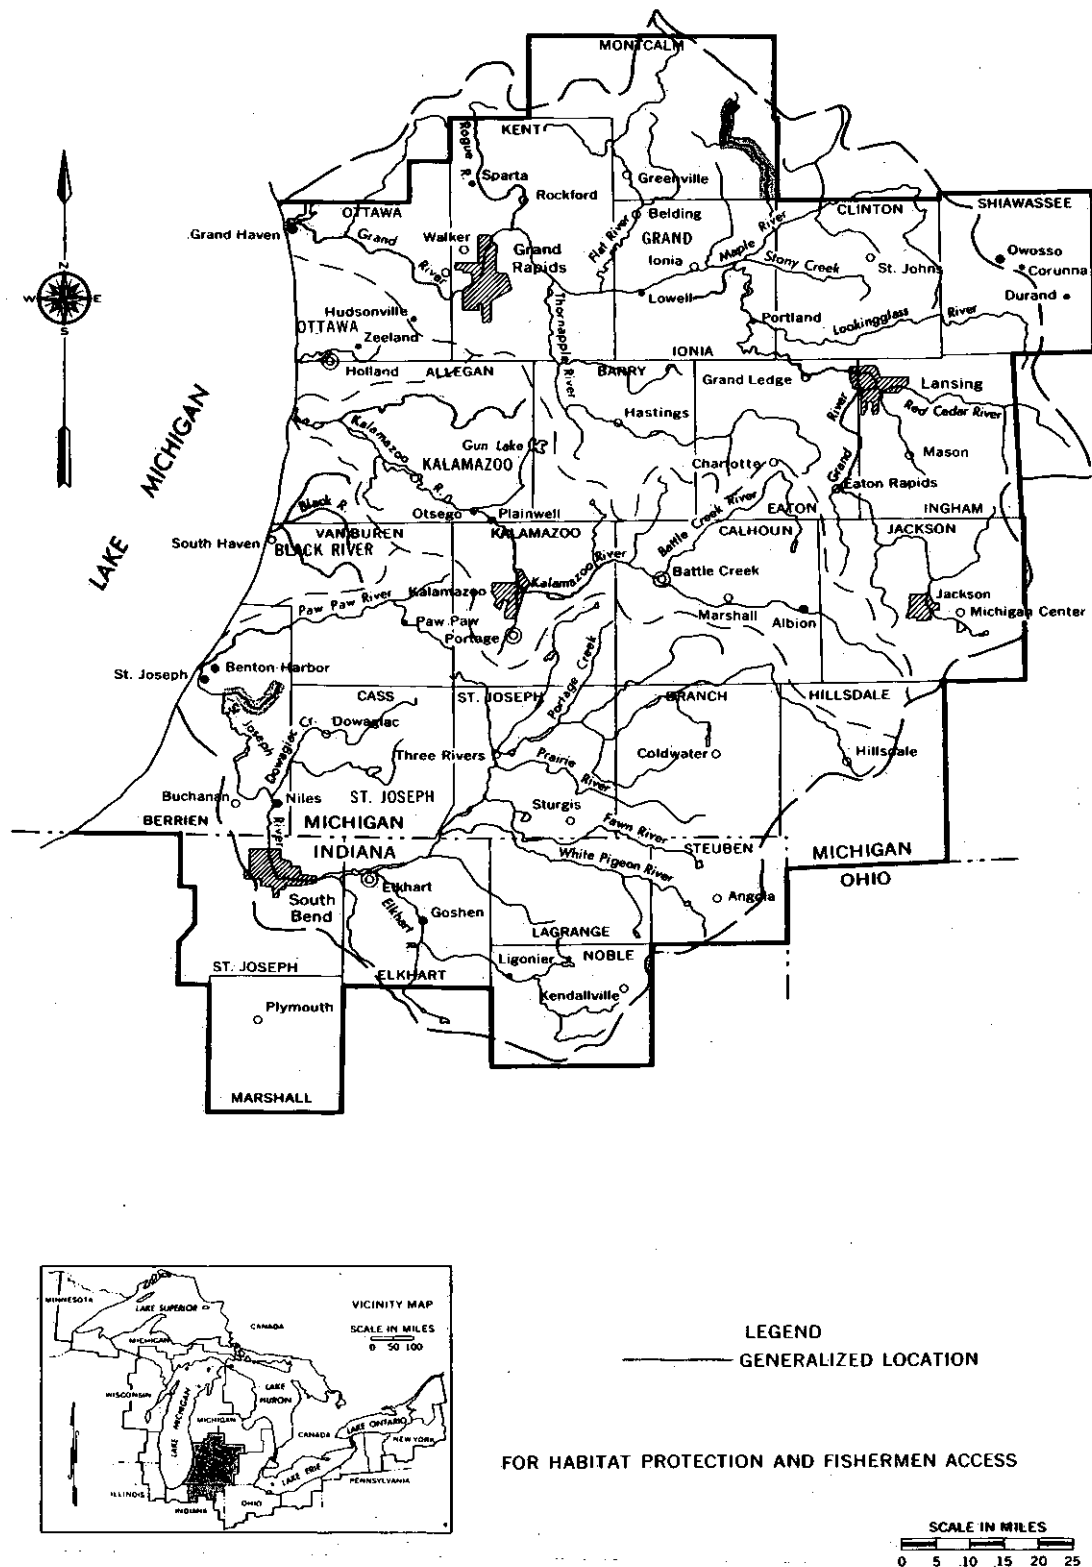 MONTCALM
KENT
Rogue R.
Sparta
Rockford
Greenville
OTTAWA
Grand Haven
Grand
River
Walker
Grand
Rapids
Flat River
Belding
GRAND
Ionia
Maple River
CLINTON
SHIAWASSEE
Stony Creek
St. Johns
Owosso
Corunna
Durand
Lowell
Hudsonville
OTTAWA
Zeeland
Holland
Thornapple River
Portland
Lookingglass River
IONIA
ALLEGAN
BARRY
Grand Ledge
Lansing
Red Cedar River
Hastings
Kalamazoo
R.
Gun Lake
KALAMAZOO
Charlotte
Grand River
Mason
Eaton Rapids
LAKE MICHIGAN
Black R.
Otsego
Plainwell
Battle Creek River
EATON
INGHAM
VAN BUREN
KALAMAZOO
CALHOUN
JACKSON
South Haven
BLACK RIVER
Kalamazoo River
Battle Creek
Paw Paw River
Kalamazoo
Jackson
Michigan Center
Paw Paw
Portage
Marshall
Albion
Portage Creek
St. Joseph
Benton Harbor
CASS
ST. JOSEPH
BRANCH
HILLSDALE
St. Joseph
River
Dowagiac Cr.
Dowagiac
Three Rivers
Coldwater
Hillsdale
Prairie River
Buchanan
Niles
ST. JOSEPH
Sturgis
BERRIEN
MICHIGAN
Fawn River
INDIANA
White Pigeon River
STEUBEN
MICHIGAN
OHIO
South
Bend
Elkhart
Elkhart R.
Goshen
Angola
LAGRANGE
ST. JOSEPH
ELKHART
Ligonier
NOBLE
Kendallville
Plymouth
MARSHALL
N
W
E
S
VICINITY MAP
SCALE IN MILES
0 50 100
MINNESOTA
LAKE SUPERIOR
CANADA
MICHIGAN
WISCONSIN
LAKE MICHIGAN
LAKE HURON
MICHIGAN
CANADA
LAKE ONTARIO
NEW YORK
LAKE ERIE
PENNSYLVANIA
ILLINOIS
INDIANA
OHIO
LEGEND
GENERALIZED LOCATION
FOR HABITAT PROTECTION AND FISHERMEN ACCESS
SCALE IN MILES
0 5 10 15 20 25